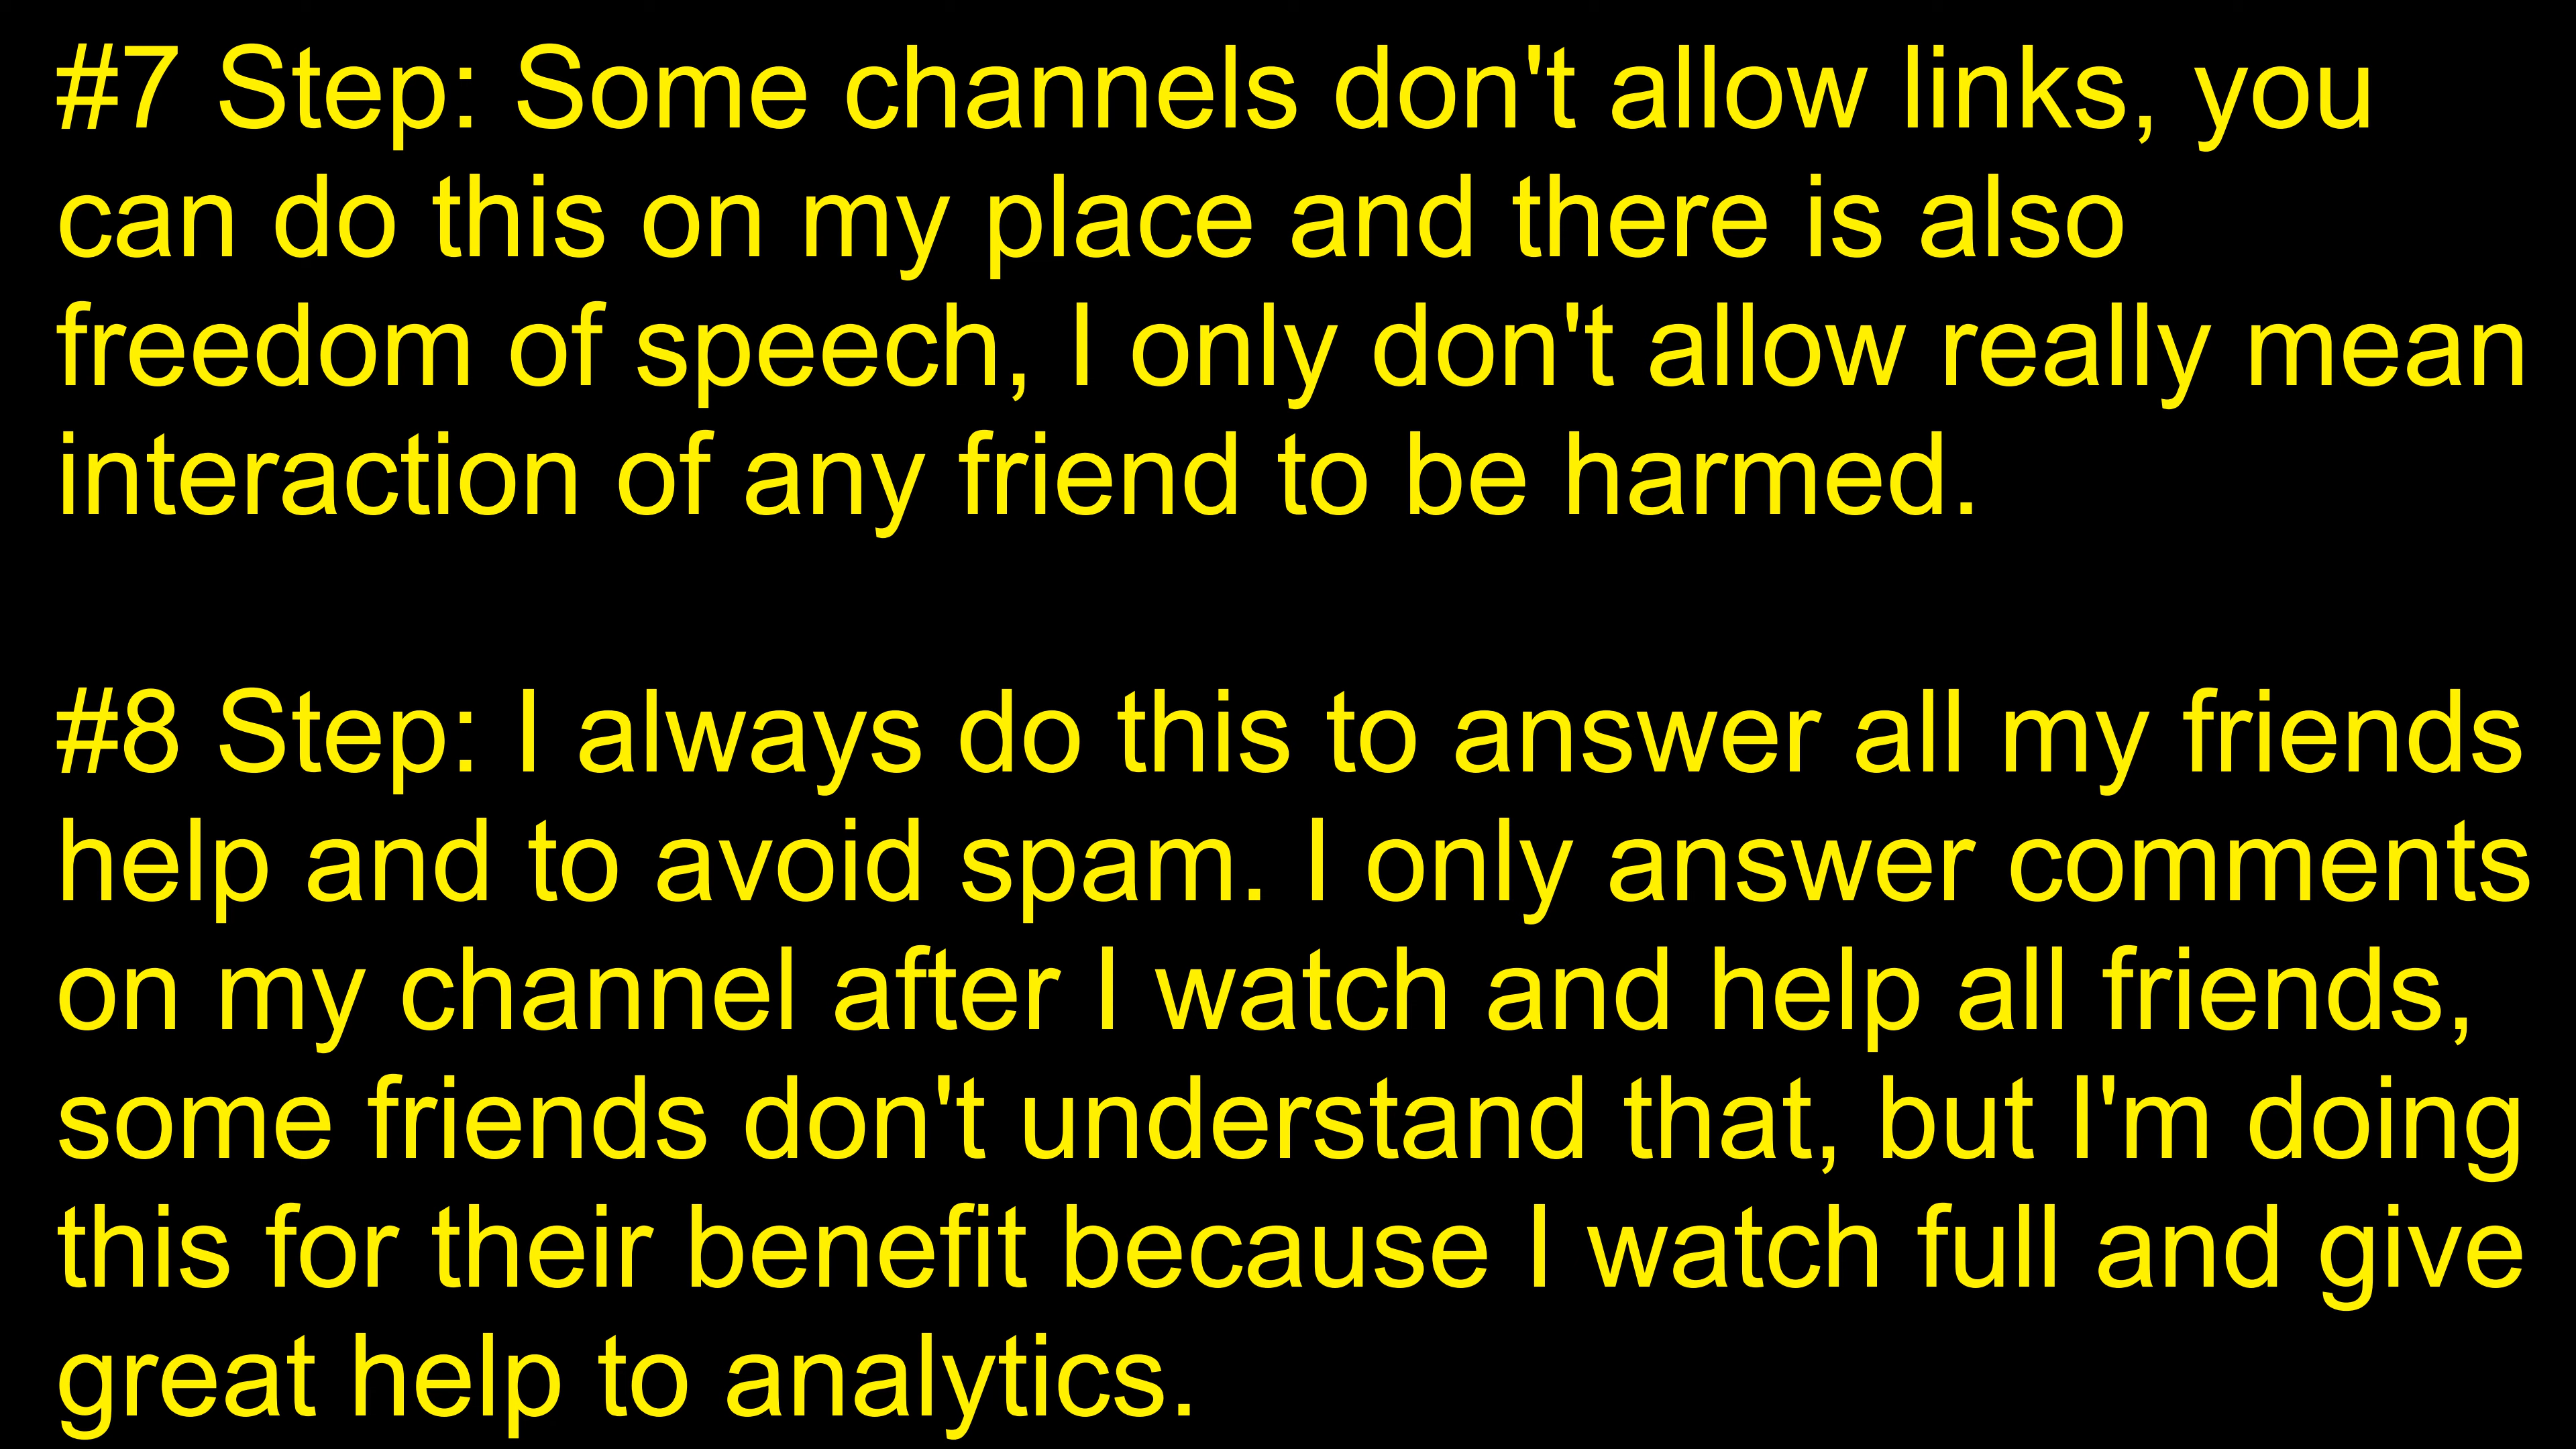 #7 Step: Some channels don't allow links, you
can do this on my place and there is also
freedom of speech, I only don't allow really mean
interaction of any friend to be harmed.
#8 Step: I always do this to answer all my friends
help and to avoid spam. I only answer comments
on my channel after I watch and help all friends,
some friends don't understand that, but I'm doing
this for their benefit because I watch full and give
great help to analytics.